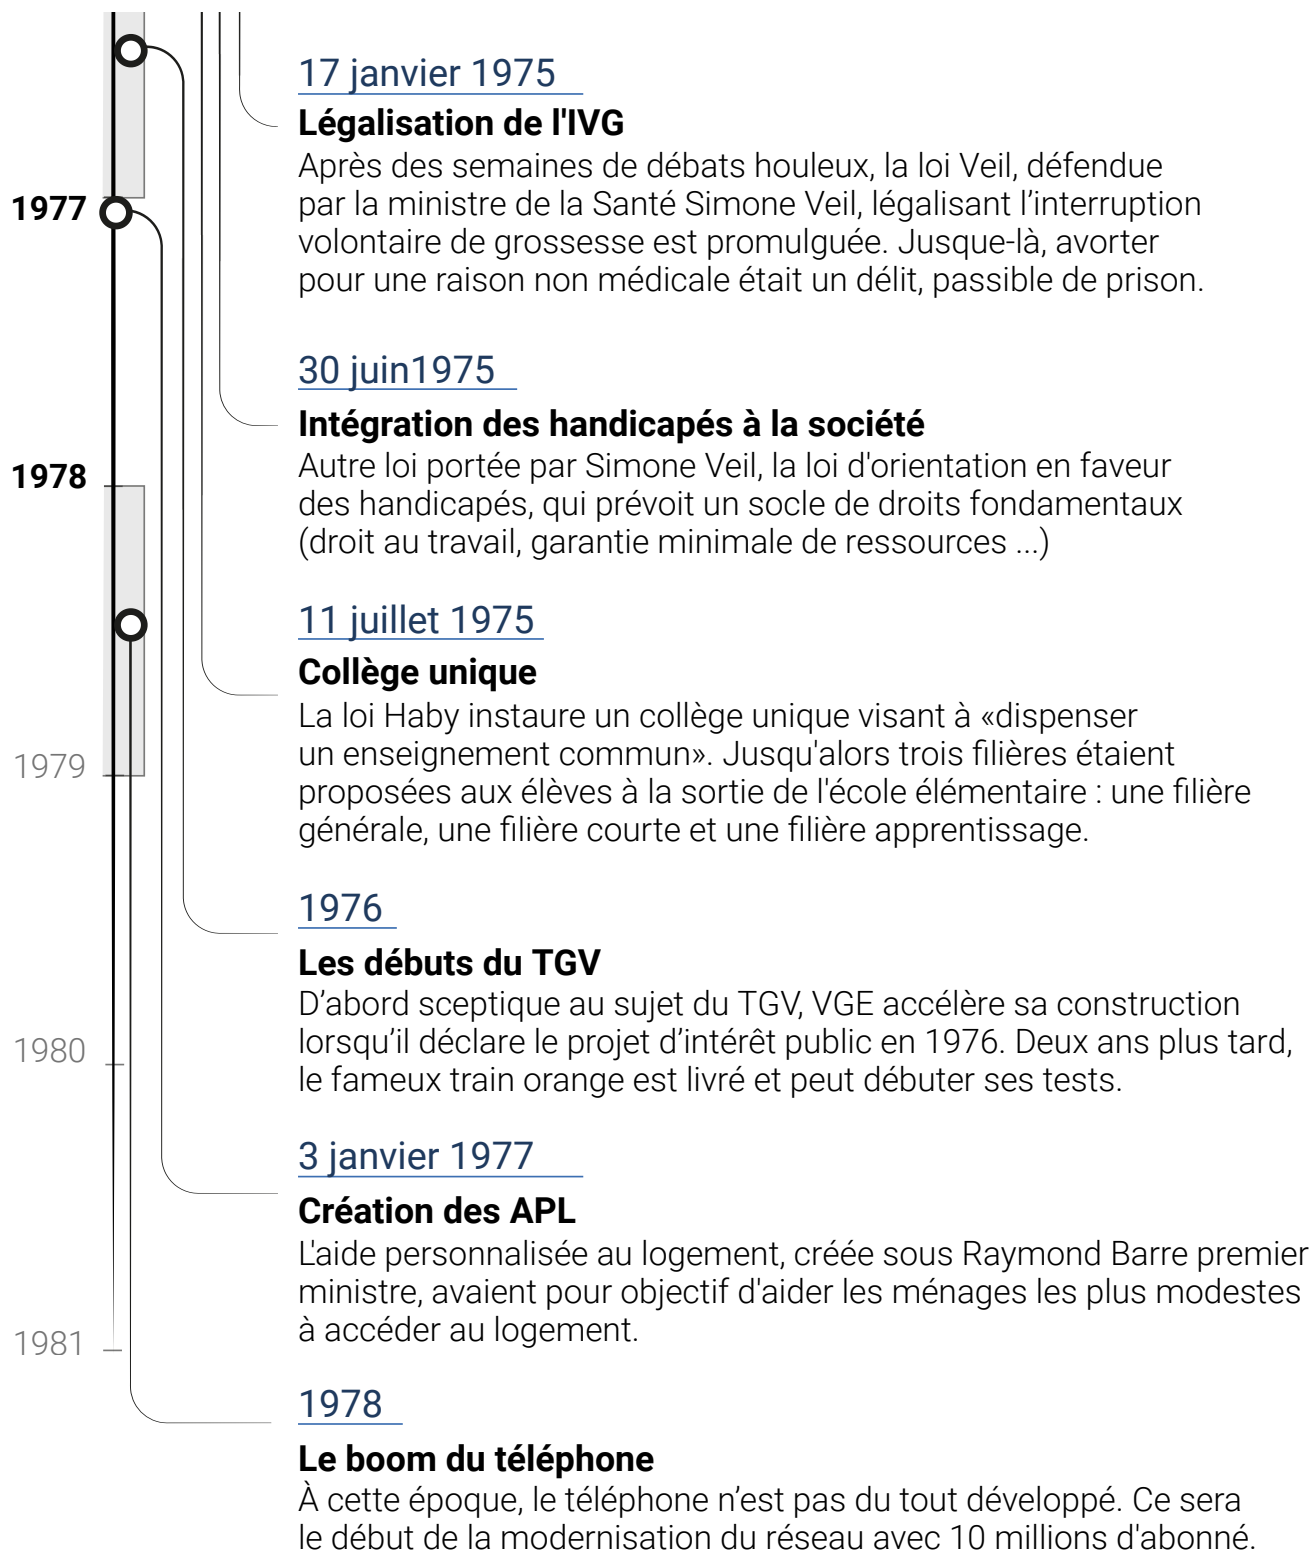 17 janvier 1975
Légalisation de l'IVG
Après des semaines de débats houleux, la loi Veil, défendue
par la ministre de la Santé Simone Veil, légalisant l’interruption
volontaire de grossesse est promulguée. Jusque-là, avorter
pour une raison non médicale était un délit, passible de prison.
1977
30 juin1975
Intégration des handicapés à la société
Autre loi portée par Simone Veil, la loi d'orientation en faveur
des handicapés, qui prévoit un socle de droits fondamentaux
(droit au travail, garantie minimale de ressources ...)
1978
11 juillet 1975
Collège unique
La loi Haby instaure un collège unique visant à «dispenser
un enseignement commun». Jusqu'alors trois filières étaient
proposées aux élèves à la sortie de l'école élémentaire : une filière
générale, une filière courte et une filière apprentissage.
1979
1976
Les débuts du TGV
D’abord sceptique au sujet du TGV, VGE accélère sa construction
lorsqu’il déclare le projet d’intérêt public en 1976. Deux ans plus tard,
le fameux train orange est livré et peut débuter ses tests.
1980
3 janvier 1977
Création des APL
L'aide personnalisée au logement, créée sous Raymond Barre premier
ministre, avaient pour objectif d'aider les ménages les plus modestes
à accéder au logement.
1981
1978
Le boom du téléphone
À cette époque, le téléphone n’est pas du tout développé. Ce sera
le début de la modernisation du réseau avec 10 millions d'abonné.